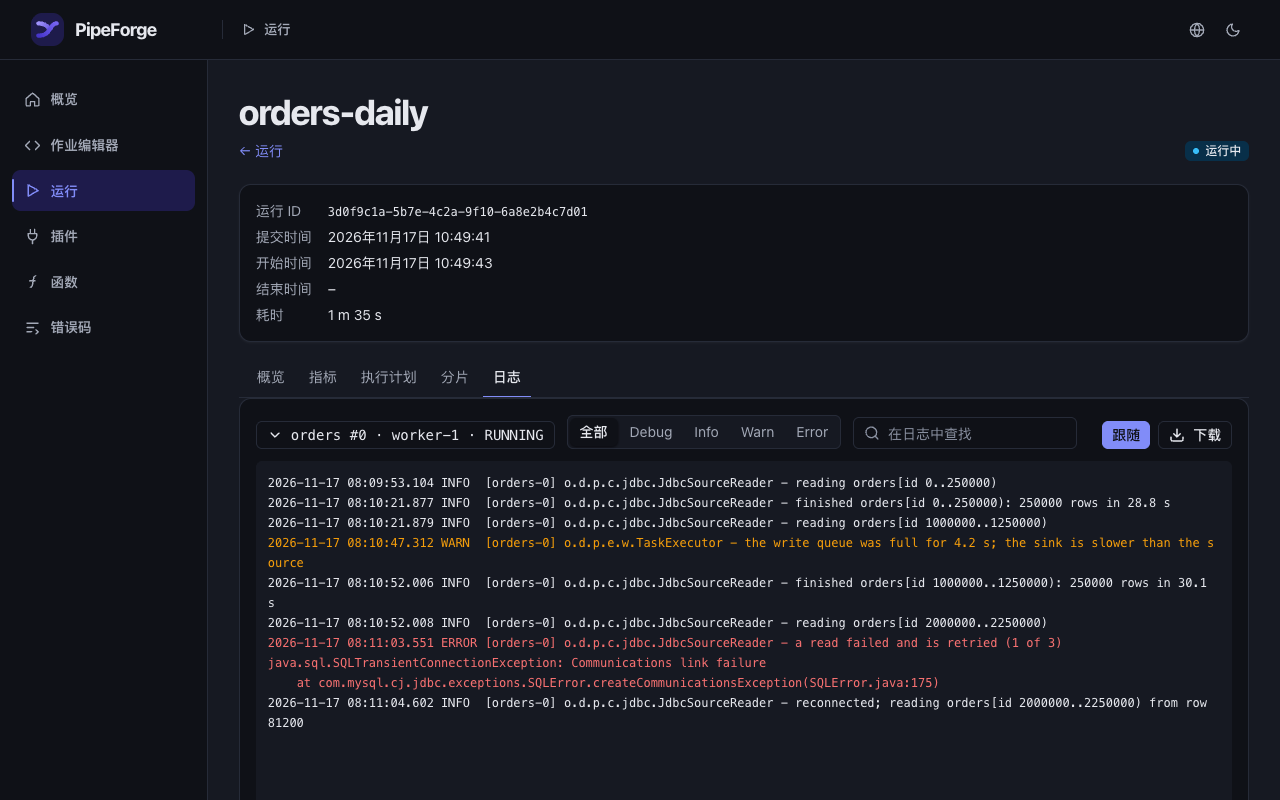 PipeForge
运行
概览
作业编辑器
运行
插件
函数
错误码
orders-daily
← 运行
运行中
运行 ID 3d0f9c1a-5b7e-4c2a-9f10-6a8e2b4c7d01
提交时间 2026年11月17日 10:49:41
开始时间 2026年11月17日 10:49:43
结束时间 –
耗时 1 m 35 s
概览 指标 执行计划 分片 日志
orders #0 · worker-1 · RUNNING 全部 Debug Info Warn Error 在日志中查找 跟随 下载
2026-11-17 08:09:53.104 INFO  [orders-0] o.d.p.c.jdbc.JdbcSourceReader - reading orders[id 0..250000)
2026-11-17 08:10:21.877 INFO  [orders-0] o.d.p.c.jdbc.JdbcSourceReader - finished orders[id 0..250000): 250000 rows in 28.8 s
2026-11-17 08:10:21.879 INFO  [orders-0] o.d.p.c.jdbc.JdbcSourceReader - reading orders[id 1000000..1250000)
2026-11-17 08:10:47.312 WARN  [orders-0] o.d.p.e.w.TaskExecutor - the write queue was full for 4.2 s; the sink is slower than the s
ource
2026-11-17 08:10:52.006 INFO  [orders-0] o.d.p.c.jdbc.JdbcSourceReader - finished orders[id 1000000..1250000): 250000 rows in 30.1
s
2026-11-17 08:10:52.008 INFO  [orders-0] o.d.p.c.jdbc.JdbcSourceReader - reading orders[id 2000000..2250000)
2026-11-17 08:11:03.551 ERROR [orders-0] o.d.p.c.jdbc.JdbcSourceReader - a read failed and is retried (1 of 3)
java.sql.SQLTransientConnectionException: Communications link failure
    at com.mysql.cj.jdbc.exceptions.SQLError.createCommunicationsException(SQLError.java:175)
2026-11-17 08:11:04.602 INFO  [orders-0] o.d.p.c.jdbc.JdbcSourceReader - reconnected; reading orders[id 2000000..2250000) from row
81200